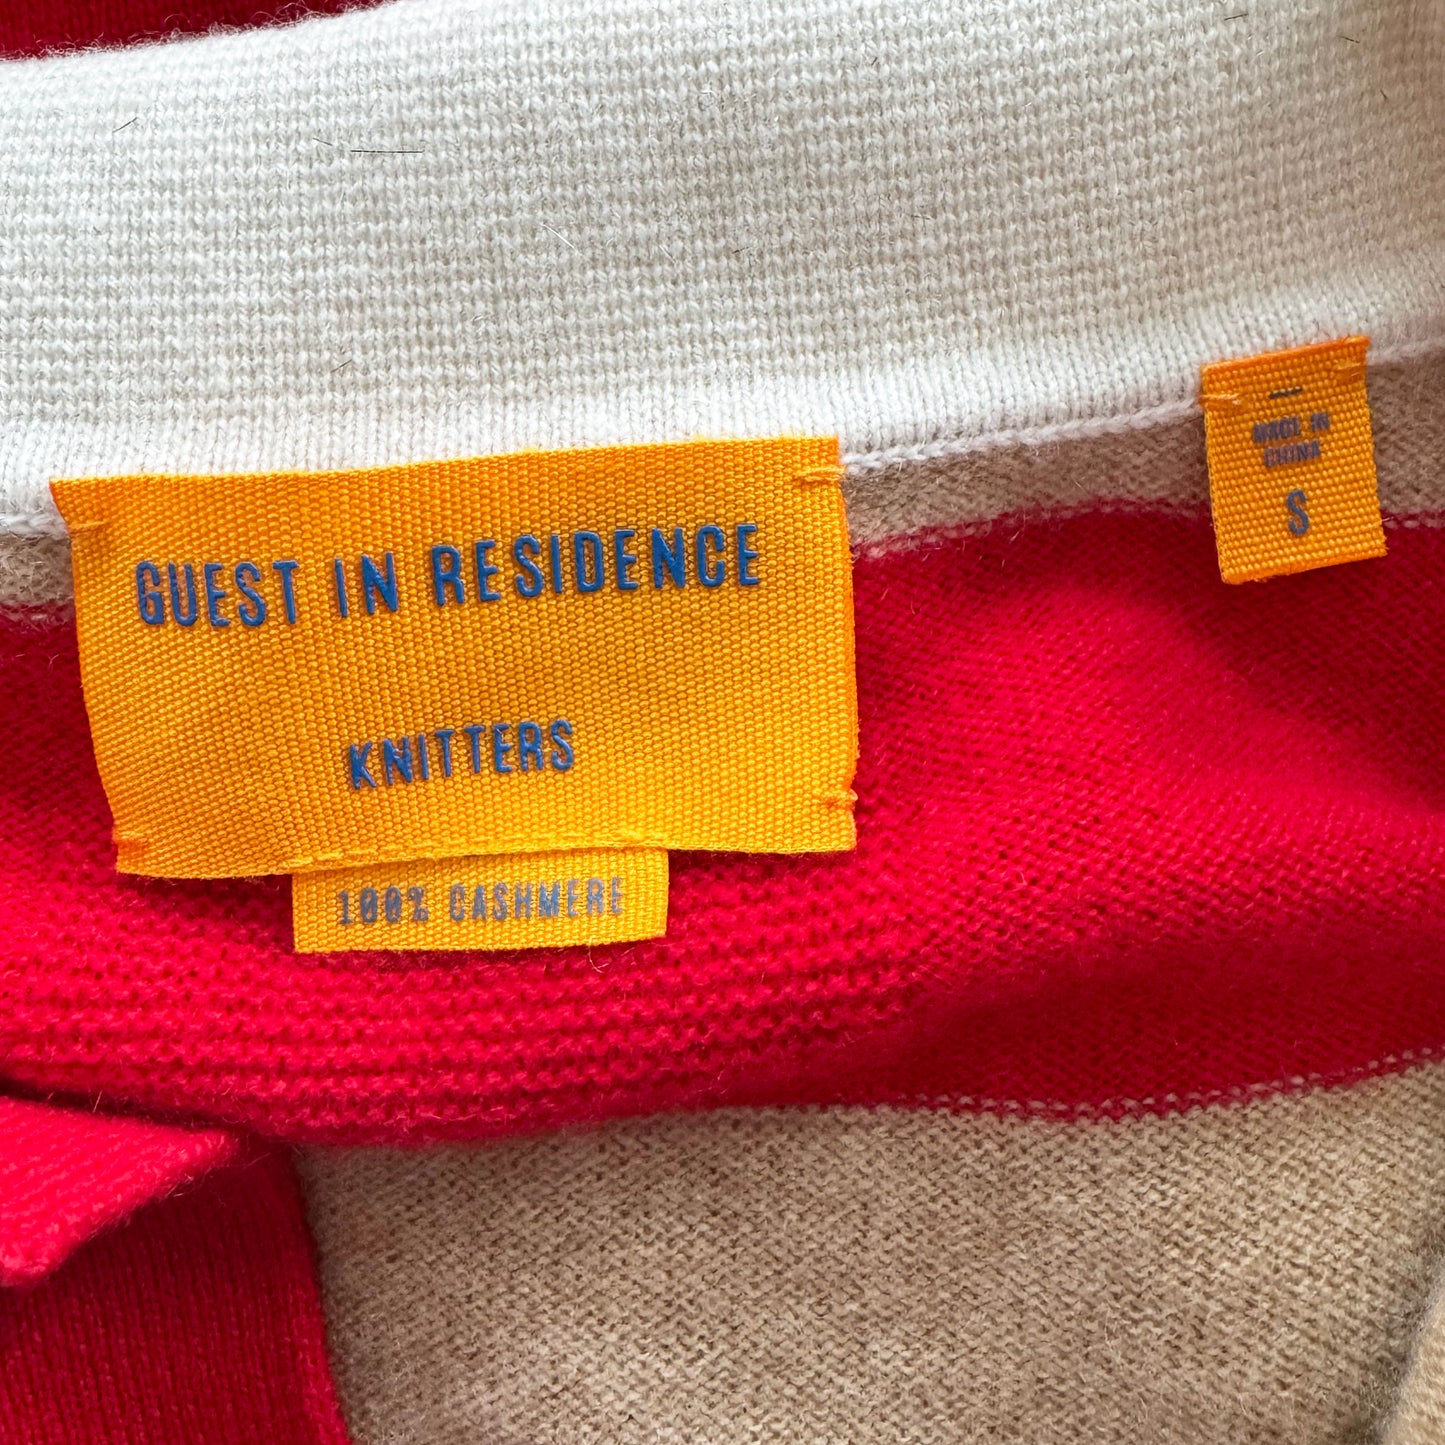 GUEST IN RESIDENCE
KNITTERS
100% CASHMERE
MADE IN
CHINA
S